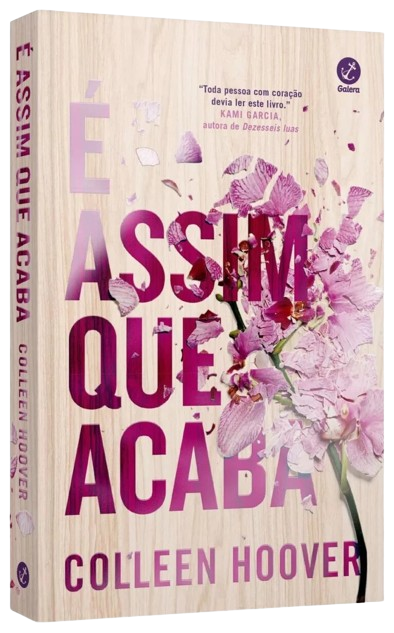 É ASSIM QUE ACABA COLLEEN HOOVER
Galera
“Toda pessoa com coração
devia ler este livro.”
KAMI GARCIA,
autora de Dezesseis luas
É
ASSIM
QUE
ACABA
COLLEEN HOOVER